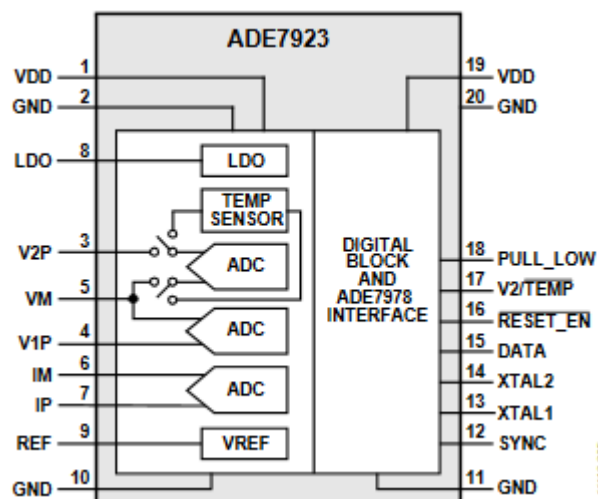 ADE7923
VDD 1
GND 2
LDO 8
V2P 3
VM 5
V1P 4
IM 6
IP 7
REF 9
GND 10
LDO
TEMP
SENSOR
ADC
ADC
ADC
VREF
DIGITAL
BLOCK
AND
ADE7978
INTERFACE
19 VDD
20 GND
18 PULL_LOW
17 V2/TEMP
16 RESET_EN
15 DATA
14 XTAL2
13 XTAL1
12 SYNC
11 GND